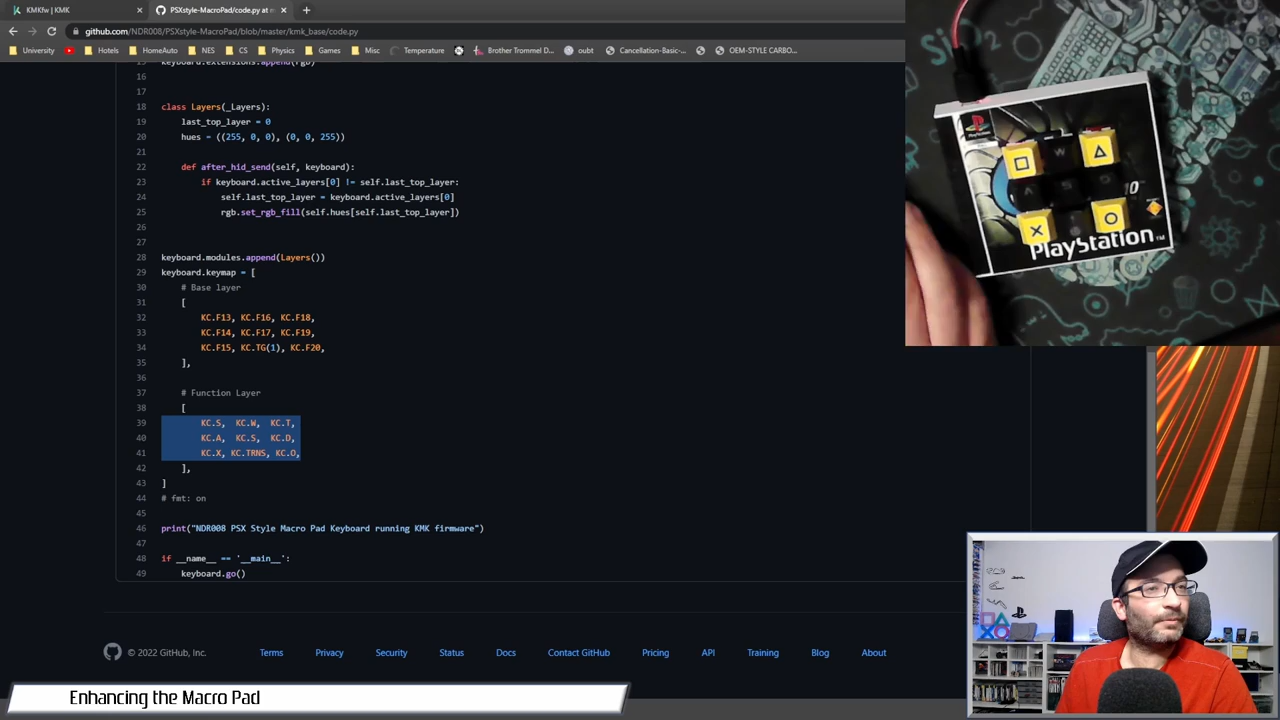 KMKfw | KMK
PSXstyle-MacroPad/code.py at m
github.com/NDR008/PSXstyle-MacroPad/blob/master/kmk_base/code.py
University
Hotels
HomeAuto
NES
CS
Physics
Games
Misc
Temperature
Brother Trommel D...
oubt
Cancellation-Basic-...
OEM-STYLE CARBO...
15 keyboard.extensions.append(rgb)
16
17
18 class Layers(_Layers):
19 last_top_layer = 0
20 hues = ((255, 0, 0), (0, 0, 255))
21
22 def after_hid_send(self, keyboard):
23 if keyboard.active_layers[0] != self.last_top_layer:
24 self.last_top_layer = keyboard.active_layers[0]
25 rgb.set_rgb_fill(self.hues[self.last_top_layer])
26
27
28 keyboard.modules.append(Layers())
29 keyboard.keymap = [
30 # Base layer
31 [
32 KC.F13, KC.F16, KC.F18,
33 KC.F14, KC.F17, KC.F19,
34 KC.F15, KC.TG(1), KC.F20,
35 ],
36
37 # Function Layer
38 [
39 KC.S, KC.W, KC.T,
40 KC.A, KC.S, KC.D,
41 KC.X, KC.TRNS, KC.O,
42 ],
43 ]
44 # fmt: on
45
46 print("NDR008 PSX Style Macro Pad Keyboard running KMK firmware")
47
48 if __name__ == '__main__':
49 keyboard.go()
© 2022 GitHub, Inc.
Terms
Privacy
Security
Status
Docs
Contact GitHub
Pricing
API
Training
Blog
About
W
A S D
10
PlayStation™
Enhancing the Macro Pad